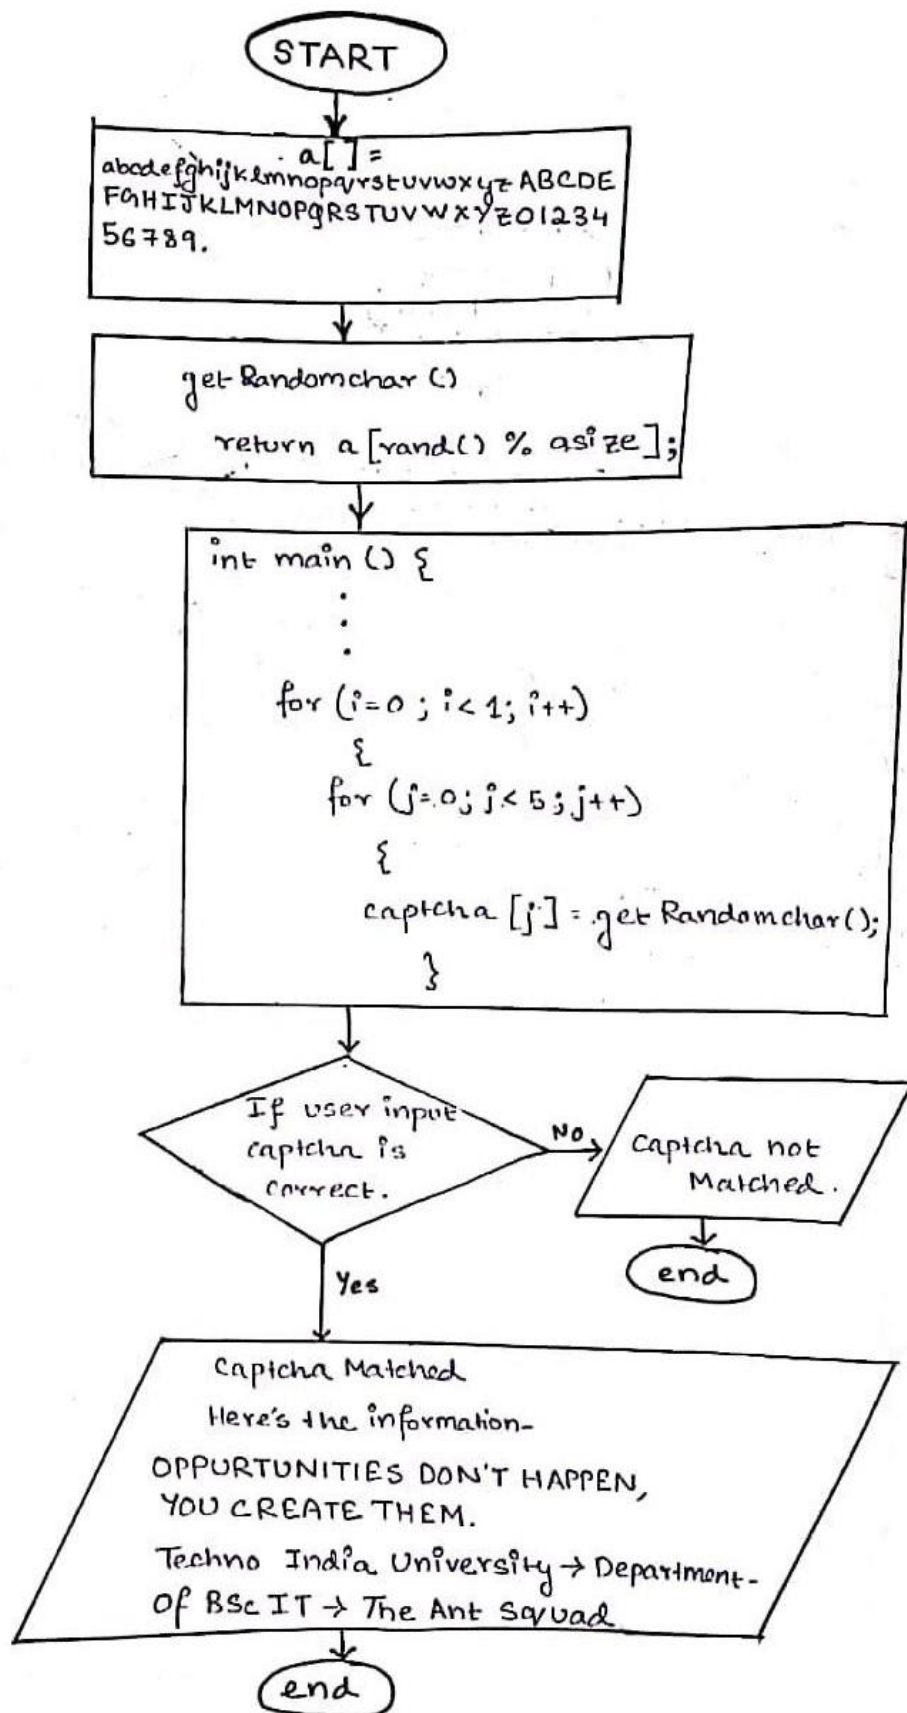 START
a[ ] =
abcdefghijklmnopqrstuvwxyzABCDE
FGHIJKLMNOPQRSTUVWXYZ01234
56789.
get Randomchar ()
return a [rand() % asize];
int main () {
.
.
.
for (i=0 ; i< 1; i++)
{
for (j=0; j< 5; j++)
{
captcha [j] = get Randomchar();
}
If user input
captcha is
correct.
NO
Captcha not
Matched.
end
Yes
Captcha Matched
Here's the information-
OPPURTUNITIES DON'T HAPPEN,
YOU CREATE THEM.
Techno India University → Department-
Of BSc IT → The Ant Squad
end